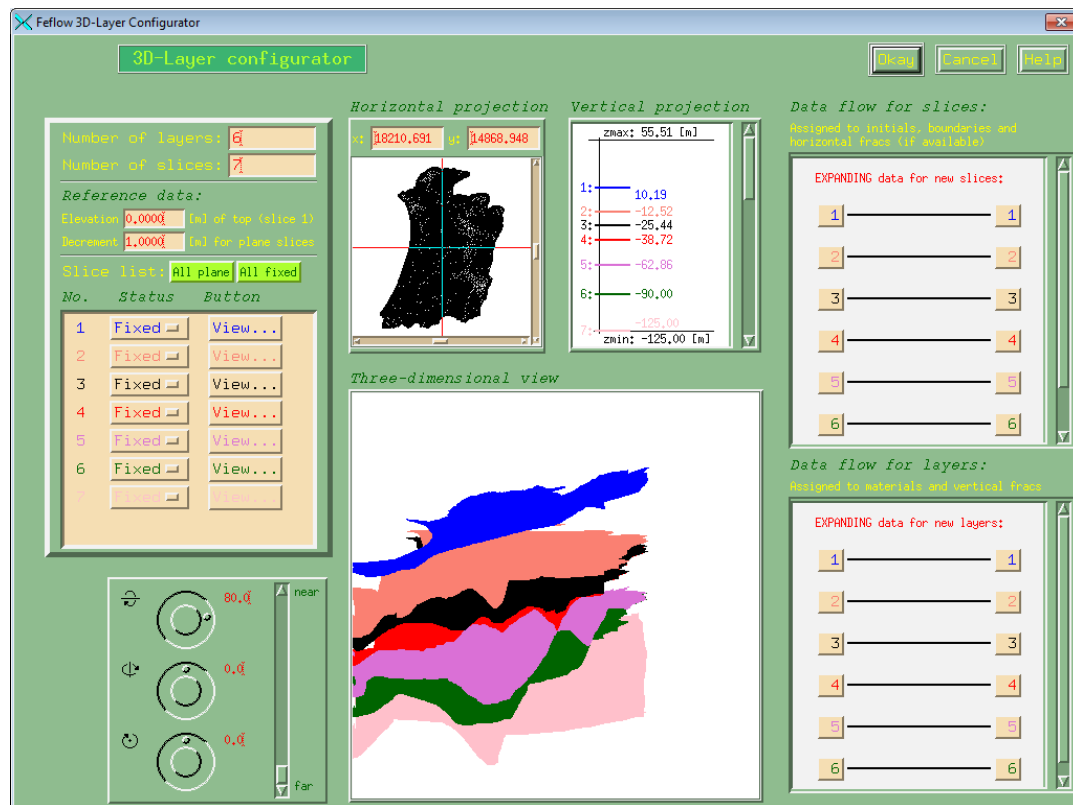 Feflow 3D-Layer Configurator
3D-Layer configurator
Okay Cancel Help
Number of layers: 6
Number of slices: 7
Reference data:
Elevation 0.0000 [m] of top (slice 1)
Decrement 1.0000 [m] for plane slices
Slice list: All plane All fixed
No. Status Button
1 Fixed View...
2 Fixed View...
3 Fixed View...
4 Fixed View...
5 Fixed View...
6 Fixed View...
7 Fixed View...
80.0
0.0
0.0
near
far
Horizontal projection
x: 18210.691 y: 14868.948
Vertical projection
zmax: 55.51 [m]
1: 10.19
2: -12.52
3: -25.44
4: -38.72
5: -62.86
6: -90.00
7: -125.00
zmin: -125.00 [m]
Three-dimensional view
Data flow for slices:
Assigned to initials, boundaries and
horizontal fracs (if available)
EXPANDING data for new slices:
1 1
2 2
3 3
4 4
5 5
6 6
Data flow for layers:
Assigned to materials and vertical fracs
EXPANDING data for new layers:
1 1
2 2
3 3
4 4
5 5
6 6